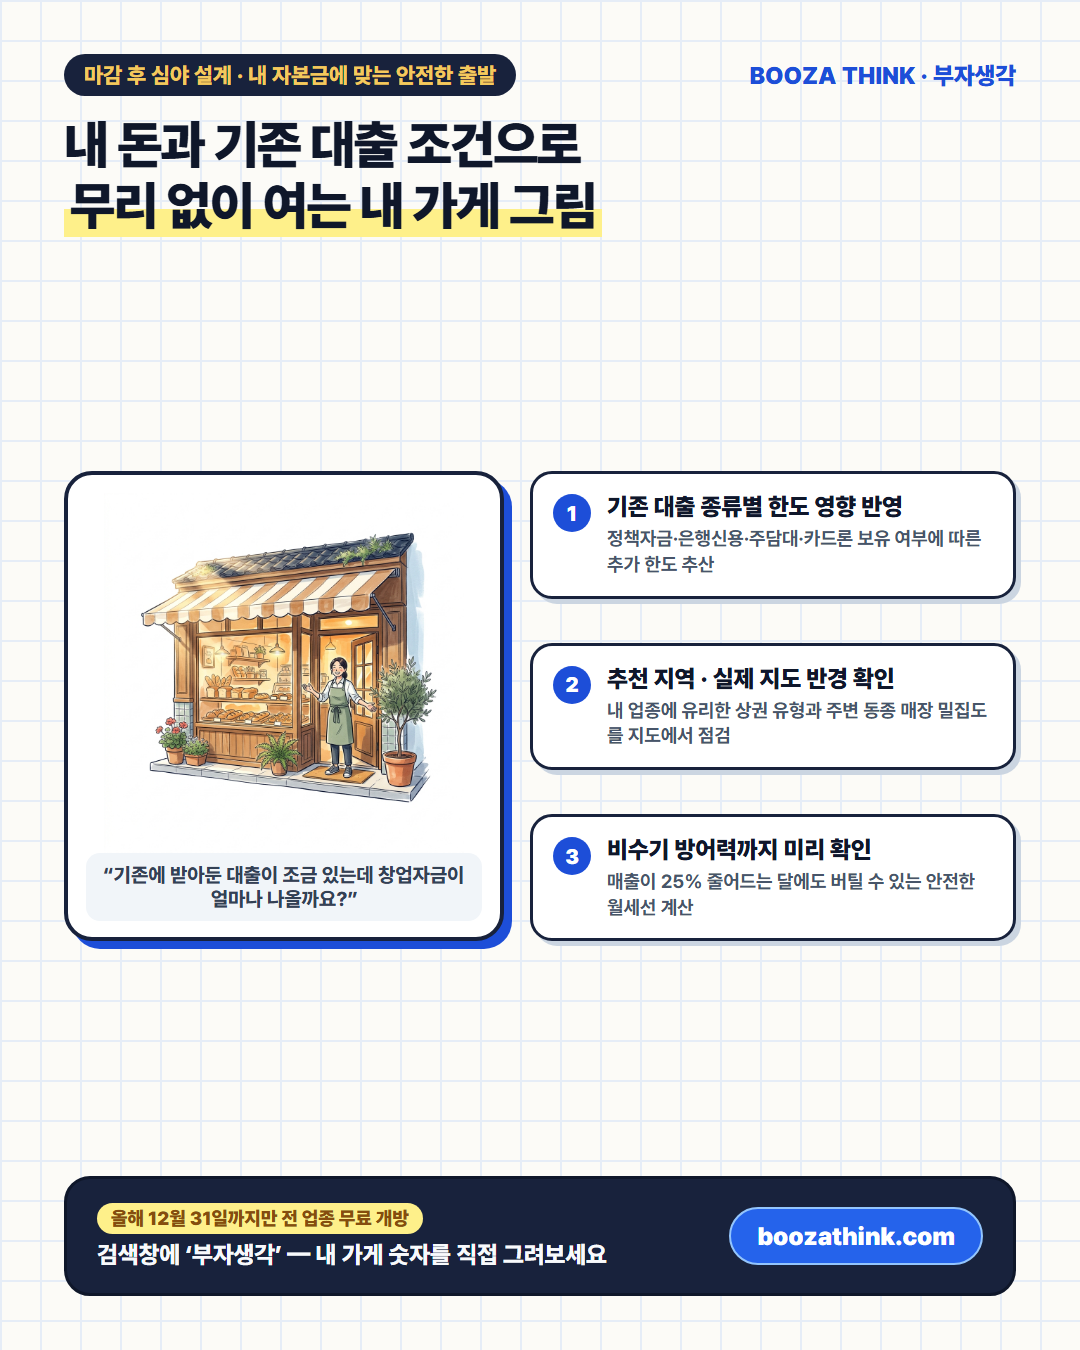 마감 후 심야 설계 · 내 자본금에 맞는 안전한 출발
BOOZA THINK · 부자생각
내 돈과 기존 대출 조건으로
무리 없이 여는 내 가게 그림
“기존에 받아둔 대출이 조금 있는데 창업자금이
얼마나 나올까요?”
1 기존 대출 종류별 한도 영향 반영
정책자금·은행신용·주담대·카드론 보유 여부에 따른
추가 한도 추산
2 추천 지역 · 실제 지도 반경 확인
내 업종에 유리한 상권 유형과 주변 동종 매장 밀집도
를 지도에서 점검
3 비수기 방어력까지 미리 확인
매출이 25% 줄어드는 달에도 버틸 수 있는 안전한
월세선 계산
올해 12월 31일까지만 전 업종 무료 개방
검색창에 ‘부자생각’ — 내 가게 숫자를 직접 그려보세요
boozathink.com